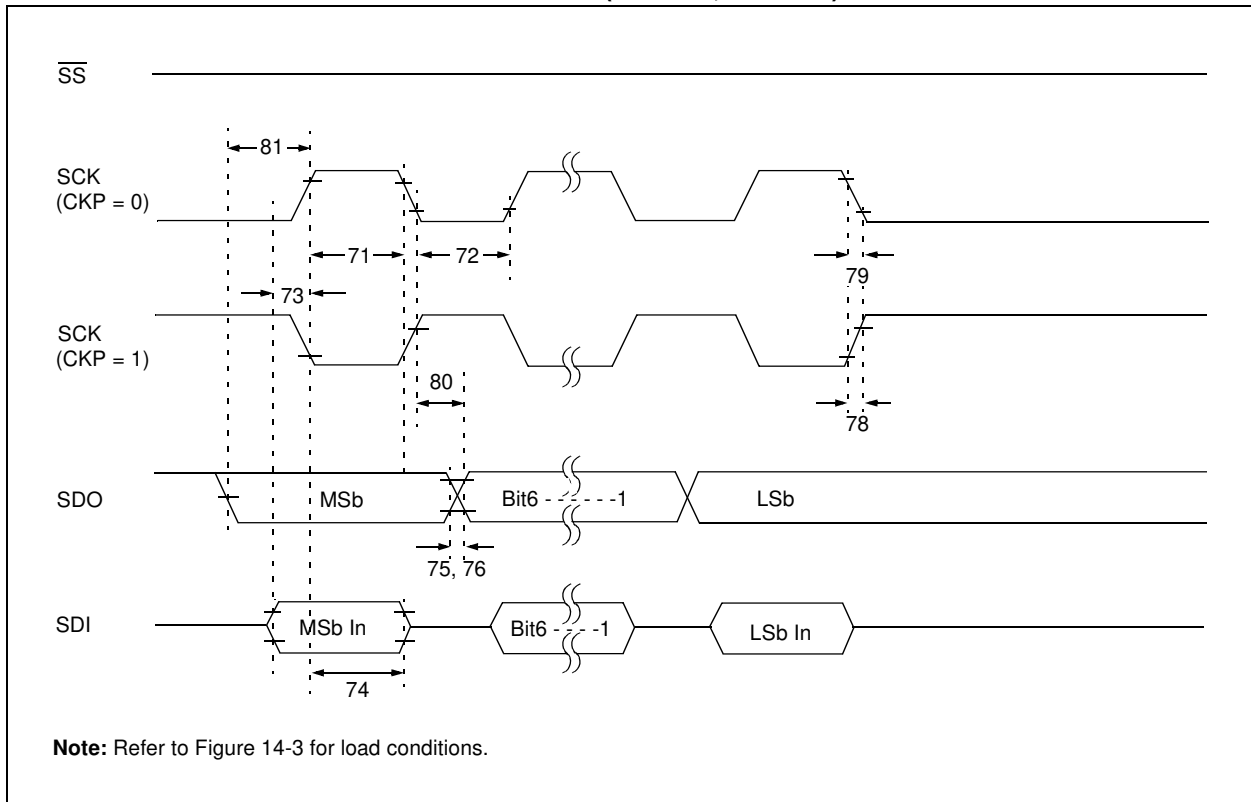 SS
81
SCK
(CKP = 0)
71
72
79
73
SCK
(CKP = 1)
80
78
SDO
MSb
Bit6 - - - - - -1
LSb
75, 76
SDI
MSb In
Bit6 - - - -1
LSb In
74
Note: Refer to Figure 14-3 for load conditions.